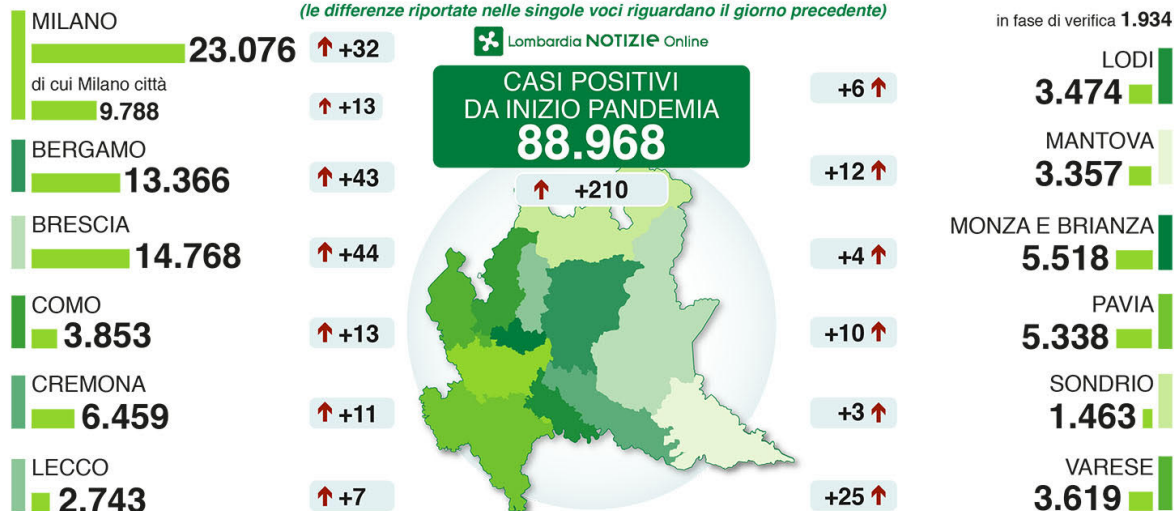 (le differenze riportate nelle singole voci riguardano il giorno precedente)
Lombardia NOTIZIE Online
CASI POSITIVI
DA INIZIO PANDEMIA
88.968
+210
MILANO
23.076 +32
di cui Milano città
9.788 +13
BERGAMO
13.366 +43
BRESCIA
14.768 +44
COMO
3.853 +13
CREMONA
6.459 +11
LECCO
2.743 +7
in fase di verifica 1.934
LODI
+6 3.474
MANTOVA
+12 3.357
MONZA E BRIANZA
+4 5.518
PAVIA
+10 5.338
SONDRIO
+3 1.463
VARESE
+25 3.619